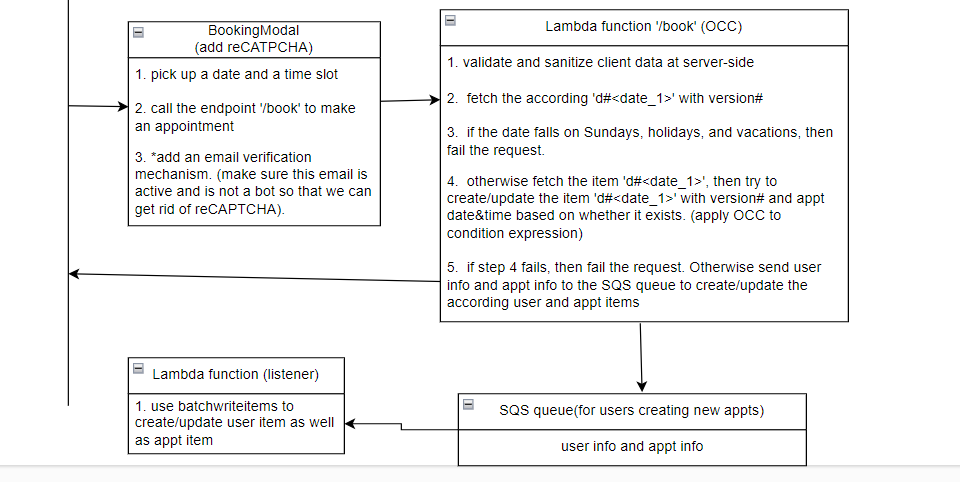 BookingModal
(add reCATPCHA)
1. pick up a date and a time slot
2. call the endpoint '/book' to make
an appointment
3. *add an email verification
mechanism. (make sure this email is
active and is not a bot so that we can
get rid of reCAPTCHA).
Lambda function '/book' (OCC)
1. validate and sanitize client data at server-side
2. fetch the according 'd#<date_1>' with version#
3. if the date falls on Sundays, holidays, and vacations, then
fail the request.
4. otherwise fetch the item 'd#<date_1>', then try to
create/update the item 'd#<date_1>' with version# and appt
date&time based on whether it exists. (apply OCC to
condition expression)
5. if step 4 fails, then fail the request. Otherwise send user
info and appt info to the SQS queue to create/update the
according user and appt items
Lambda function (listener)
1. use batchwriteitems to
create/update user item as well
as appt item
SQS queue(for users creating new appts)
user info and appt info